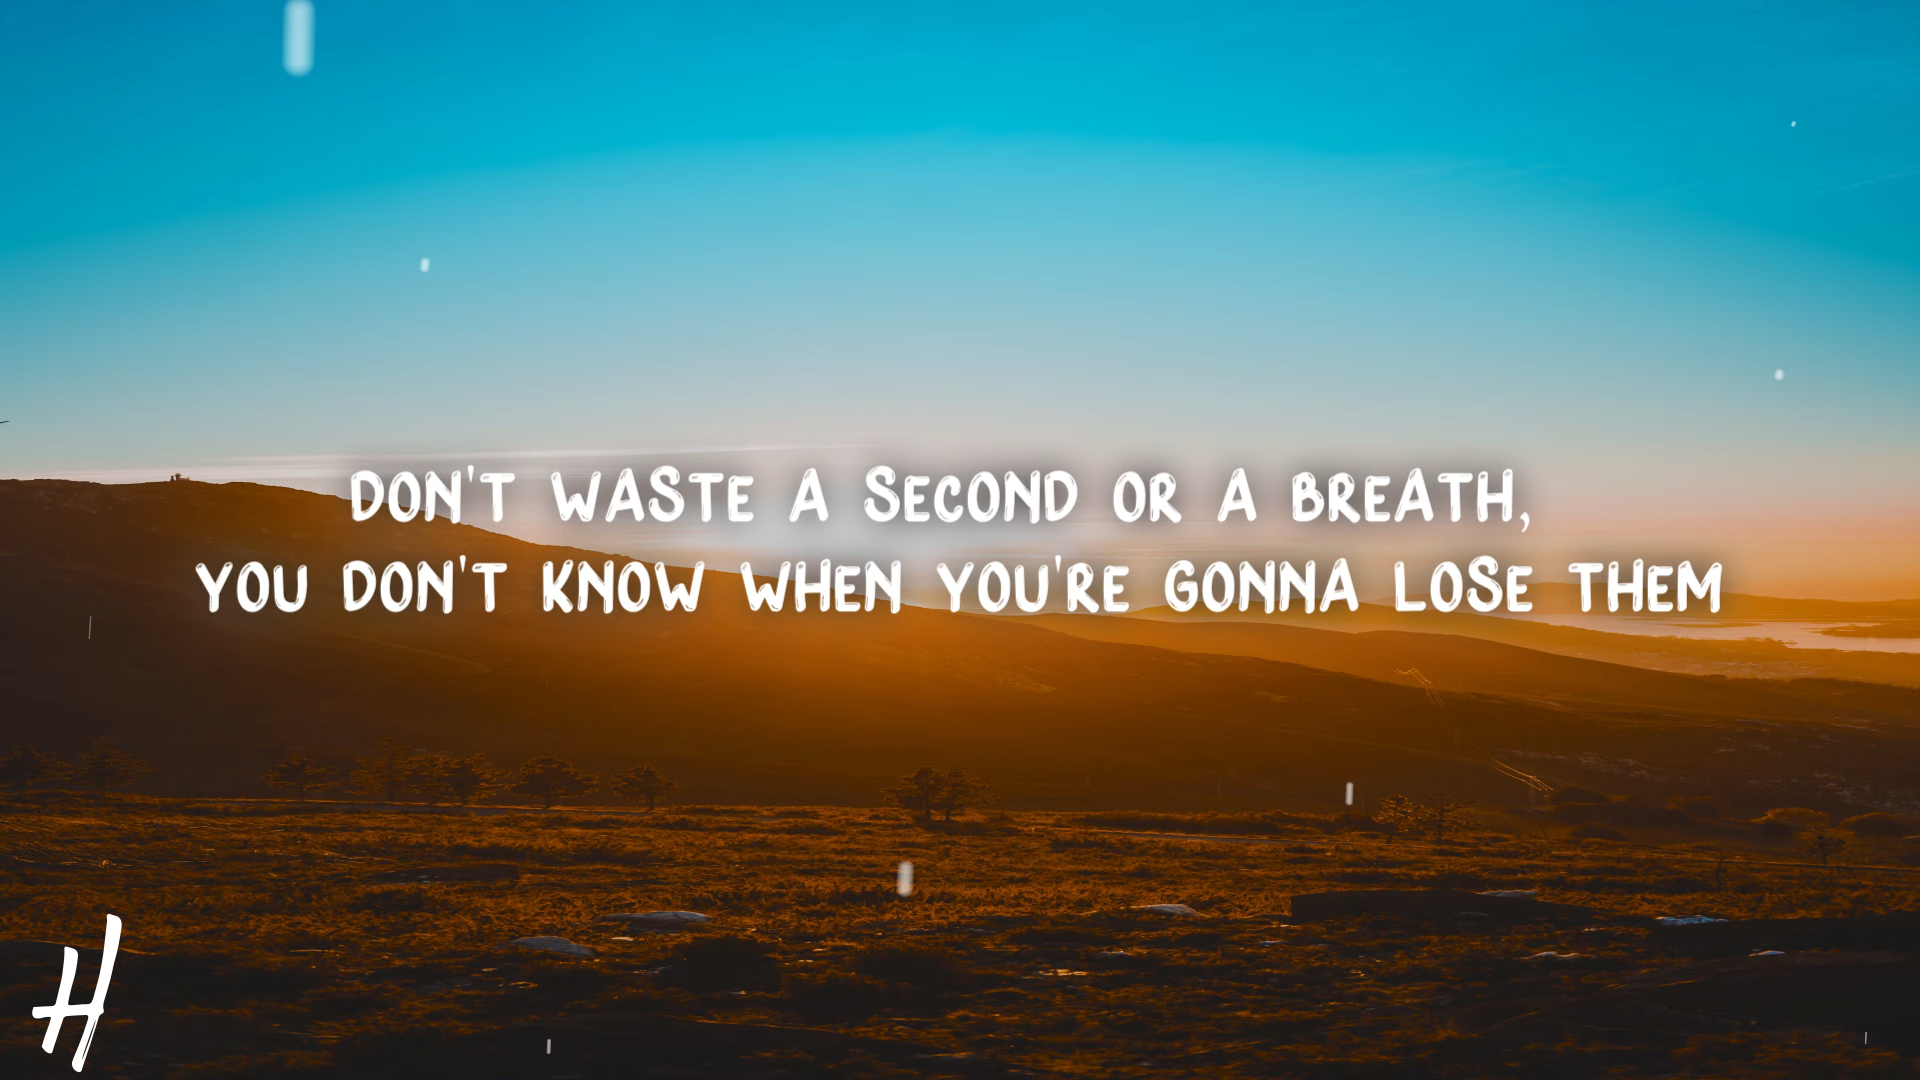 DON'T WASTE A SECOND OR A BREATH,
YOU DON'T KNOW WHEN YOU'RE GONNA LOSE THEM
H